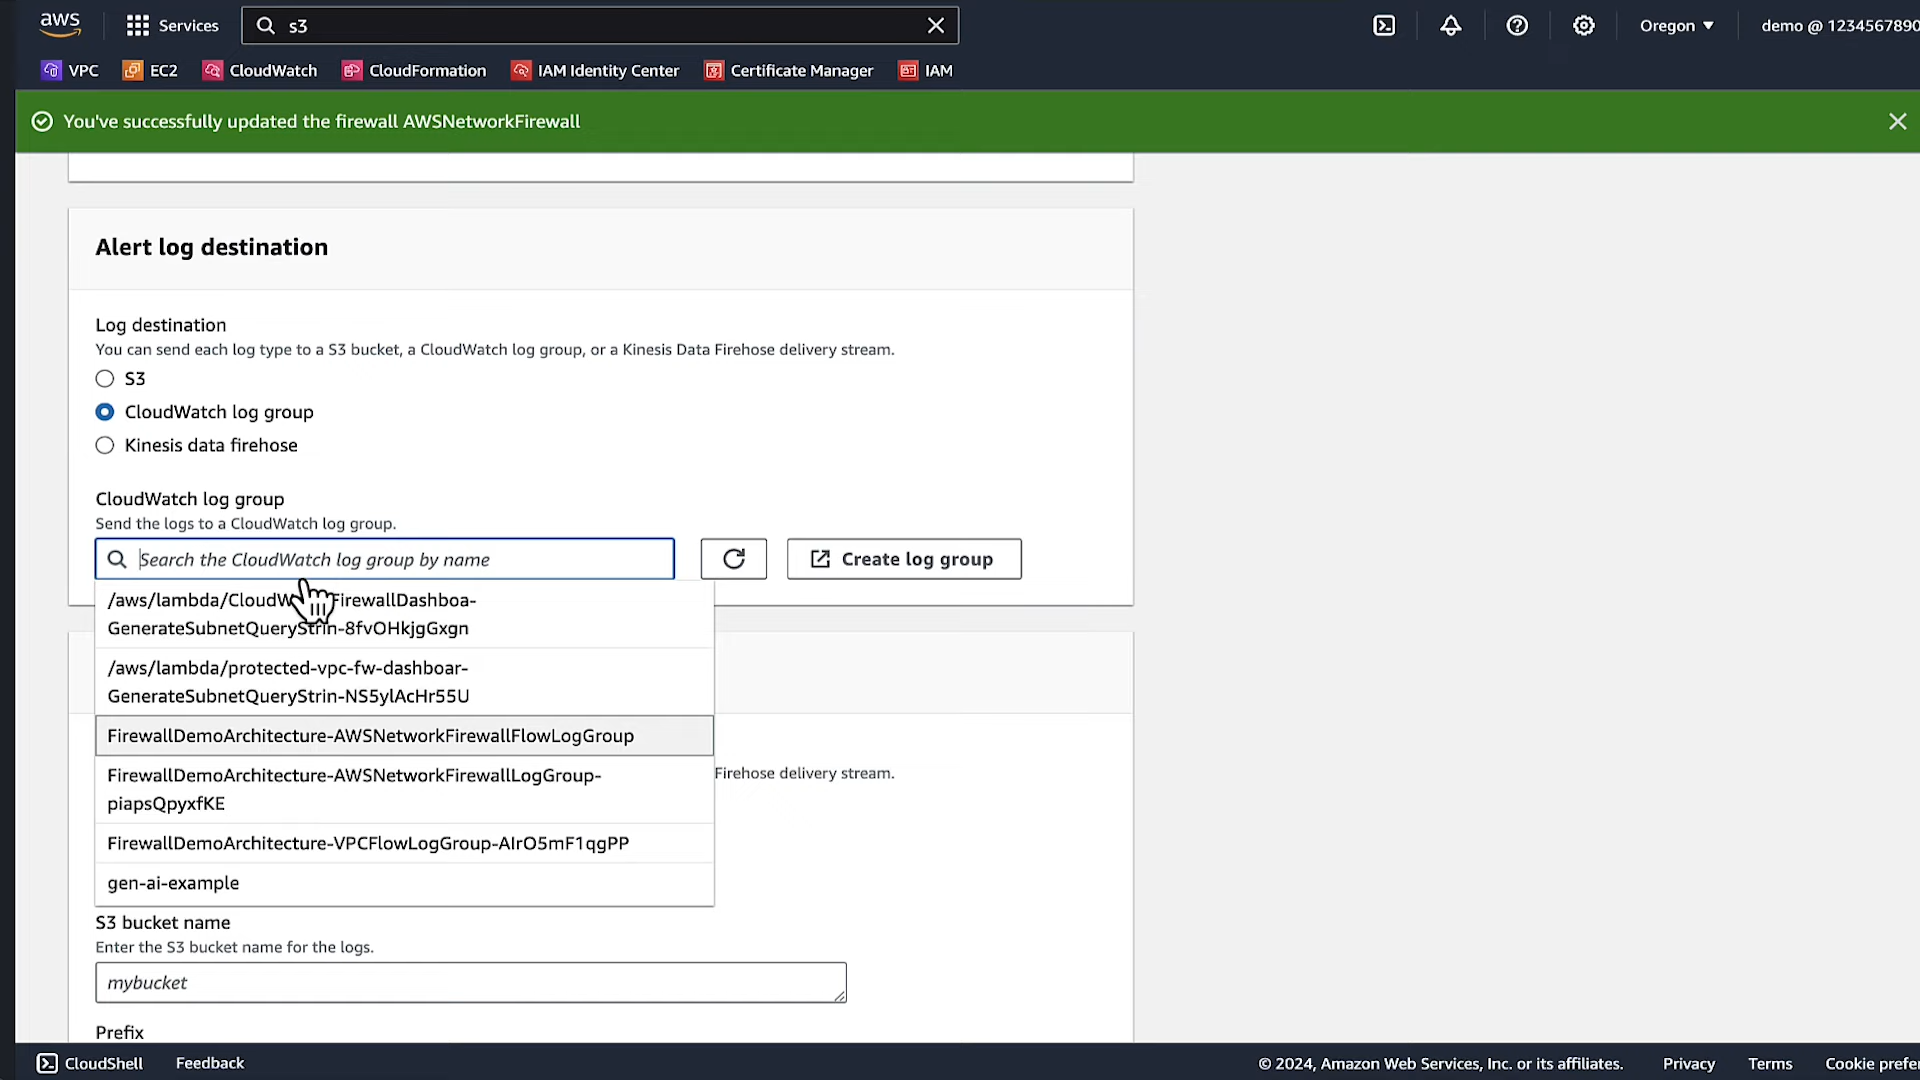 aws
Services
s3
Oregon
demo @ 1234567890
VPC
EC2
CloudWatch
CloudFormation
IAM Identity Center
Certificate Manager
IAM
You've successfully updated the firewall AWSNetworkFirewall
Alert log destination
Log destination
You can send each log type to a S3 bucket, a CloudWatch log group, or a Kinesis Data Firehose delivery stream.
S3
CloudWatch log group
Kinesis data firehose
CloudWatch log group
Send the logs to a CloudWatch log group.
Search the CloudWatch log group by name
Create log group
/aws/lambda/CloudW FirewallDashboa-
GenerateSubnetQueryStrin-8fvOHkjgGxgn
/aws/lambda/protected-vpc-fw-dashboar-
GenerateSubnetQueryStrin-NS5ylAcHr55U
FirewallDemoArchitecture-AWSNetworkFirewallFlowLogGroup
FirewallDemoArchitecture-AWSNetworkFirewallLogGroup-
piapsQpyxfKE
Firehose delivery stream.
FirewallDemoArchitecture-VPCFlowLogGroup-AIrO5mF1qgPP
gen-ai-example
S3 bucket name
Enter the S3 bucket name for the logs.
mybucket
Prefix
CloudShell
Feedback
© 2024, Amazon Web Services, Inc. or its affiliates.
Privacy
Terms
Cookie prefer